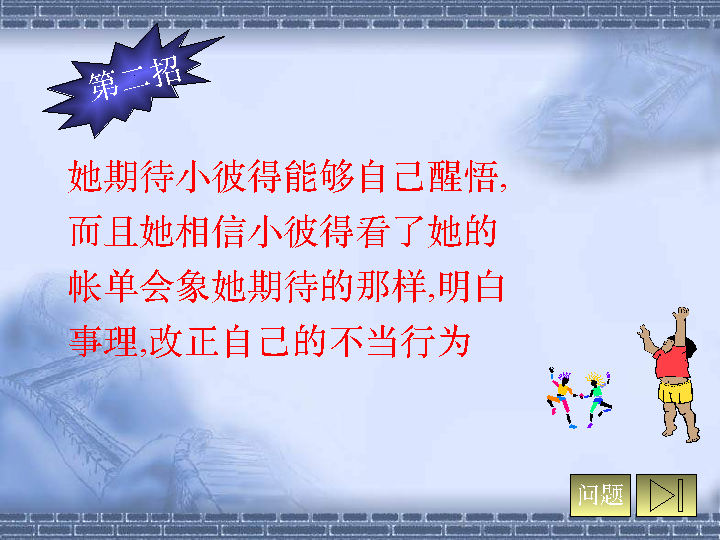 第二招
她期待小彼得能够自己醒悟,
而且她相信小彼得看了她的
帐单会象她期待的那样,明白
事理,改正自己的不当行为
问题